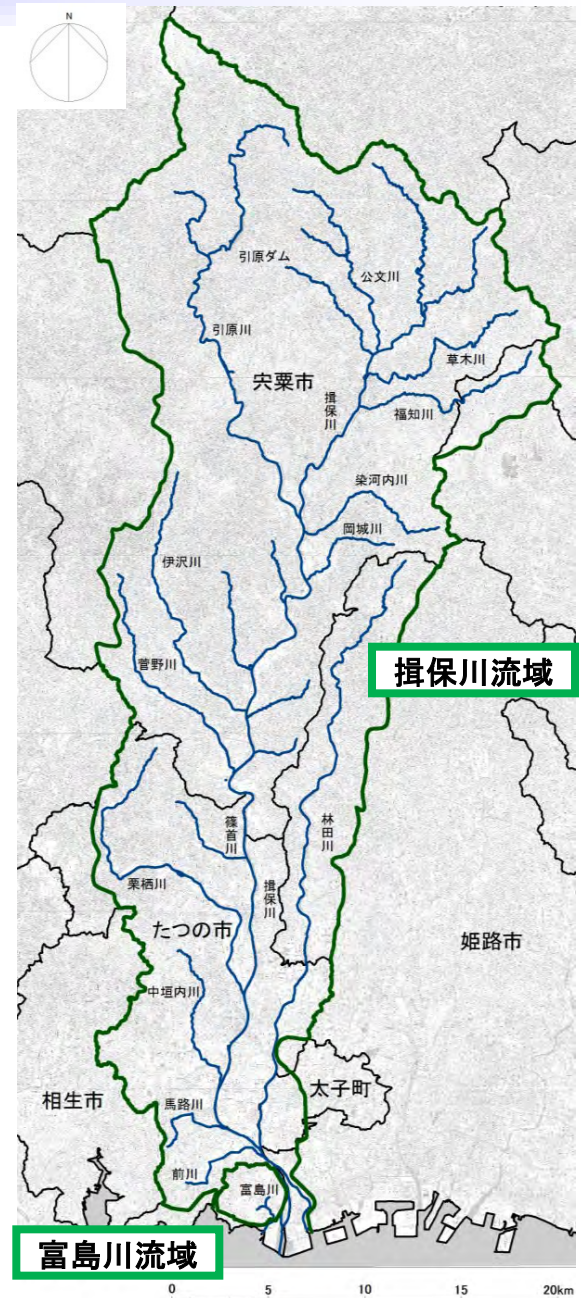 N
引原ダム
公文川
引原川
草木川
宍粟市
揖保川
福知川
染河内川
岡城川
伊沢川
菅野川
揖保川流域
篠首川
林田川
栗栖川
揖保川
たつの市
姫路市
中垣内川
太子町
相生市
馬路川
前川
富島川
富島川流域
0 5 10 15 20km